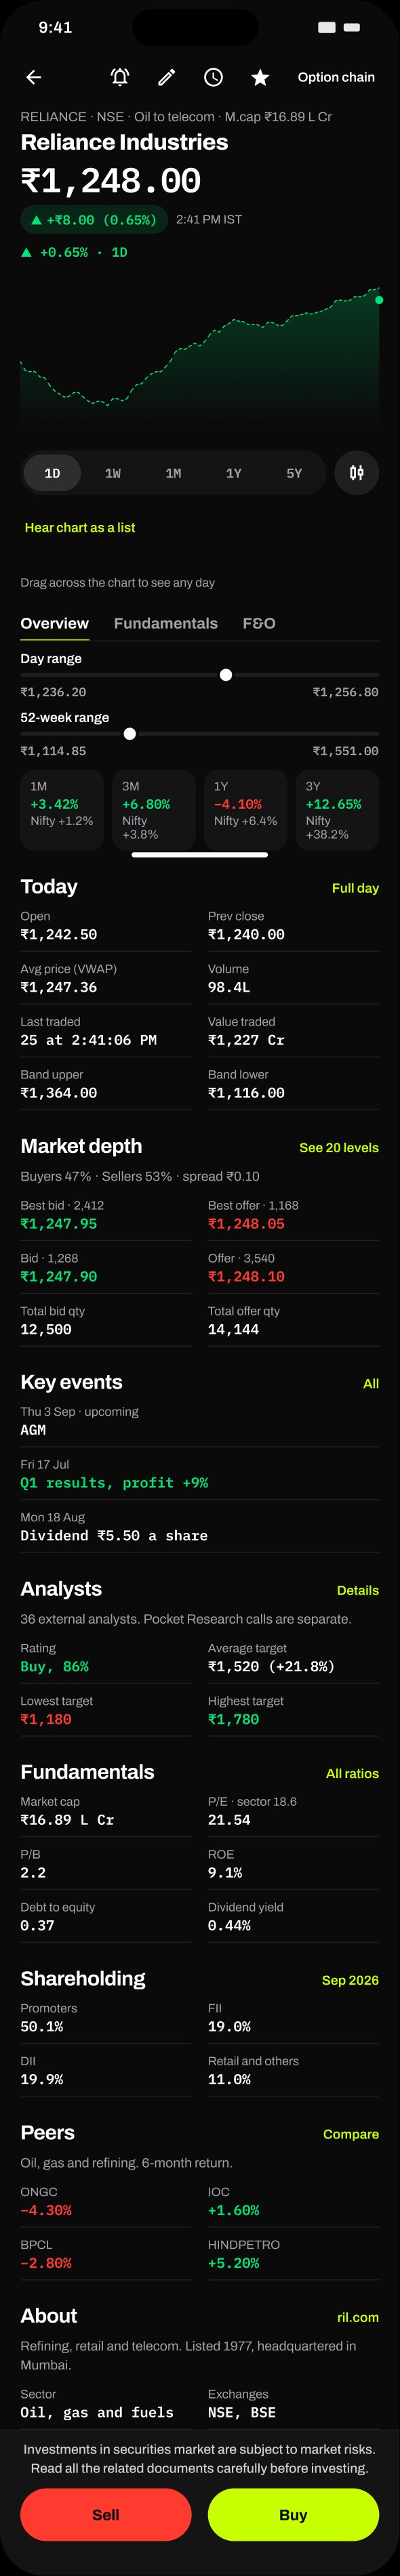 9:41
Option chain
RELIANCE · NSE · Oil to telecom · M.cap ₹16.89 L Cr
Reliance Industries
₹1,248.00
▲ +₹8.00 (0.65%) 2:41 PM IST
▲ +0.65% · 1D
1D 1W 1M 1Y 5Y
Hear chart as a list
Drag across the chart to see any day
Overview Fundamentals F&O
Day range
₹1,236.20 ₹1,256.80
52-week range
₹1,114.85 ₹1,551.00
1M 3M 1Y 3Y
+3.42% +6.80% −4.10% +12.65%
Nifty +1.2% Nifty +3.8% Nifty +6.4% Nifty +38.2%
Today Full day
Open Prev close
₹1,242.50 ₹1,240.00
Avg price (VWAP) Volume
₹1,247.36 98.4L
Last traded Value traded
25 at 2:41:06 PM ₹1,227 Cr
Band upper Band lower
₹1,364.00 ₹1,116.00
Market depth See 20 levels
Buyers 47% · Sellers 53% · spread ₹0.10
Best bid · 2,412 Best offer · 1,168
₹1,247.95 ₹1,248.05
Bid · 1,268 Offer · 3,540
₹1,247.90 ₹1,248.10
Total bid qty Total offer qty
12,500 14,144
Key events All
Thu 3 Sep · upcoming
AGM
Fri 17 Jul
Q1 results, profit +9%
Mon 18 Aug
Dividend ₹5.50 a share
Analysts Details
36 external analysts. Pocket Research calls are separate.
Rating Average target
Buy, 86% ₹1,520 (+21.8%)
Lowest target Highest target
₹1,180 ₹1,780
Fundamentals All ratios
Market cap P/E · sector 18.6
₹16.89 L Cr 21.54
P/B ROE
2.2 9.1%
Debt to equity Dividend yield
0.37 0.44%
Shareholding Sep 2026
Promoters FII
50.1% 19.0%
DII Retail and others
19.9% 11.0%
Peers Compare
Oil, gas and refining. 6-month return.
ONGC IOC
−4.30% +1.60%
BPCL HINDPETRO
−2.80% +5.20%
About ril.com
Refining, retail and telecom. Listed 1977, headquartered in
Mumbai.
Sector Exchanges
Oil, gas and fuels NSE, BSE
Investments in securities market are subject to market risks.
Read all the related documents carefully before investing.
Sell Buy